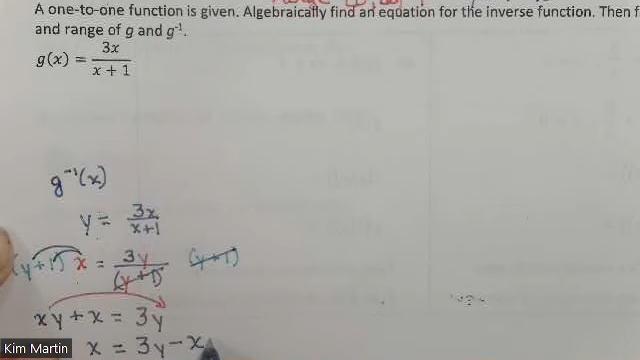 A one-to-one function is given. Algebraically find an equation for the inverse function. Then f
and range of g and g⁻¹.
g(x) = 3x / x + 1
g⁻¹(x)
y = 3x / x+1
(y+1) x = 3y / (y+1) (y+1)
xy + x = 3y
x = 3y - x
Kim Martin